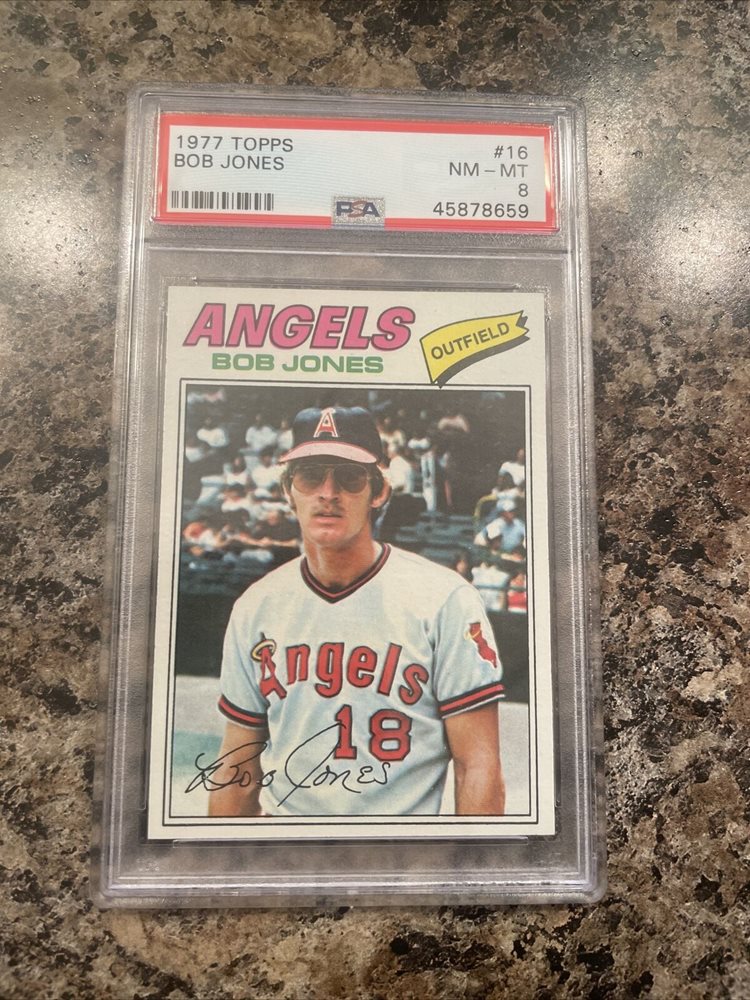 1977 TOPPS #16
BOB JONES NM - MT
8
PSA 45878659
ANGELS
BOB JONES
OUTFIELD
A
Angels
18
Bob Jones